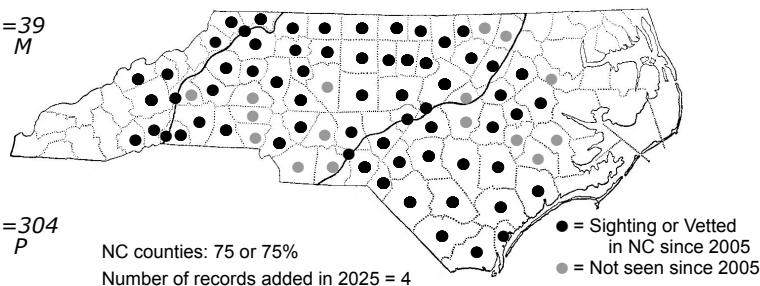 =39
M
=304
P
NC counties: 75 or 75%
Number of records added in 2025 = 4
= Sighting or Vetted
in NC since 2005
= Not seen since 2005